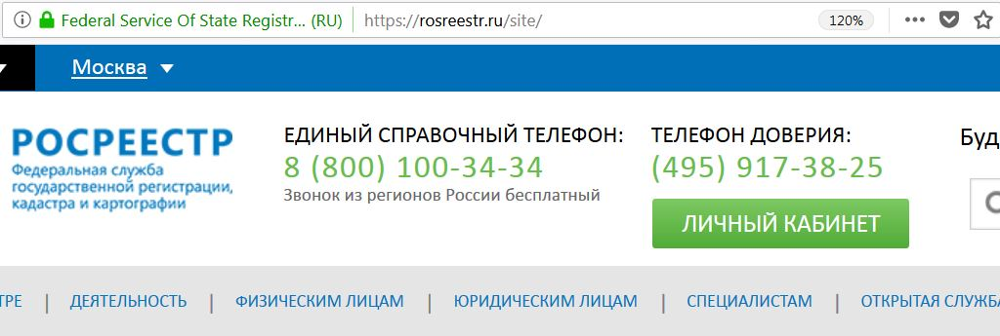 Federal Service Of State Registr... (RU)
https://rosreestr.ru/site/
120%
Москва
РОСРЕЕСТР
Федеральная служба
государственной регистрации,
кадастра и картографии
ЕДИНЫЙ СПРАВОЧНЫЙ ТЕЛЕФОН:
8 (800) 100-34-34
Звонок из регионов России бесплатный
ТЕЛЕФОН ДОВЕРИЯ:
(495) 917-38-25
ЛИЧНЫЙ КАБИНЕТ
Буд
ТРЕ | ДЕЯТЕЛЬНОСТЬ | ФИЗИЧЕСКИМ ЛИЦАМ | ЮРИДИЧЕСКИМ ЛИЦАМ | СПЕЦИАЛИСТАМ | ОТКРЫТАЯ СЛУЖБА